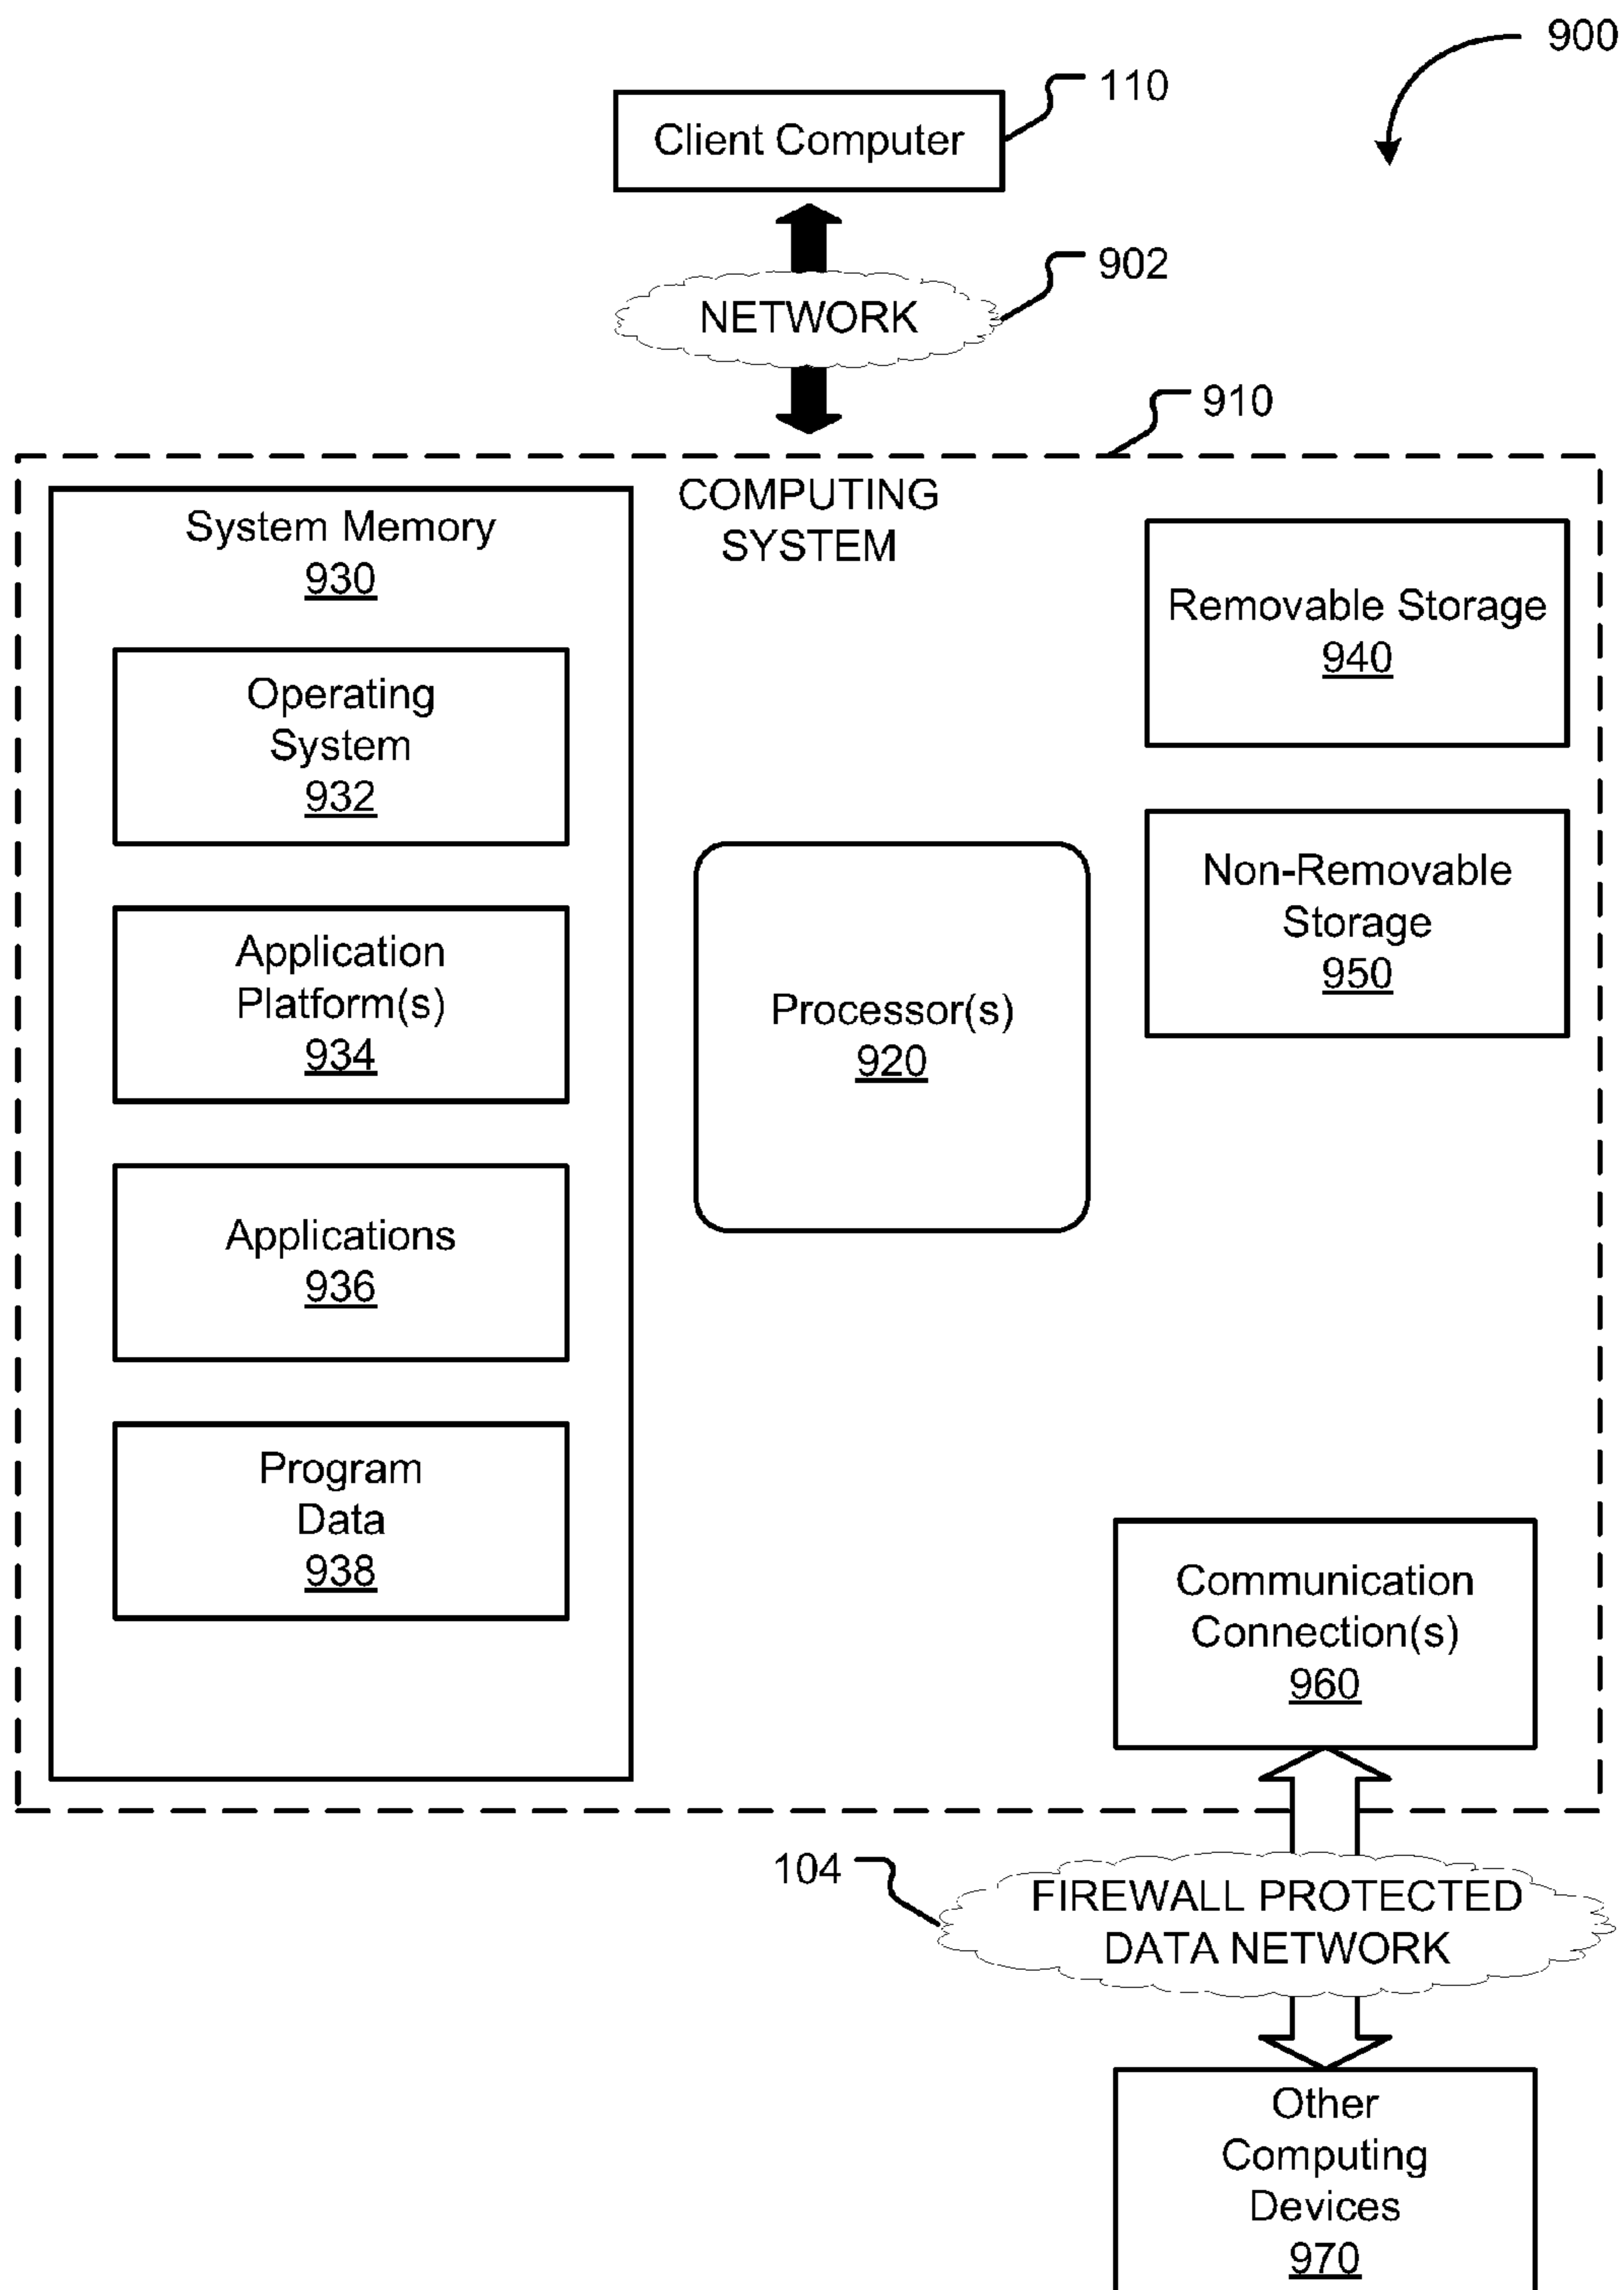 900
110
Client Computer
902
NETWORK
910
COMPUTING
SYSTEM
System Memory
930
Operating
System
932
Application
Platform(s)
934
Applications
936
Program
Data
938
Processor(s)
920
Removable Storage
940
Non-Removable
Storage
950
Communication
Connection(s)
960
104
FIREWALL PROTECTED
DATA NETWORK
Other
Computing
Devices
970